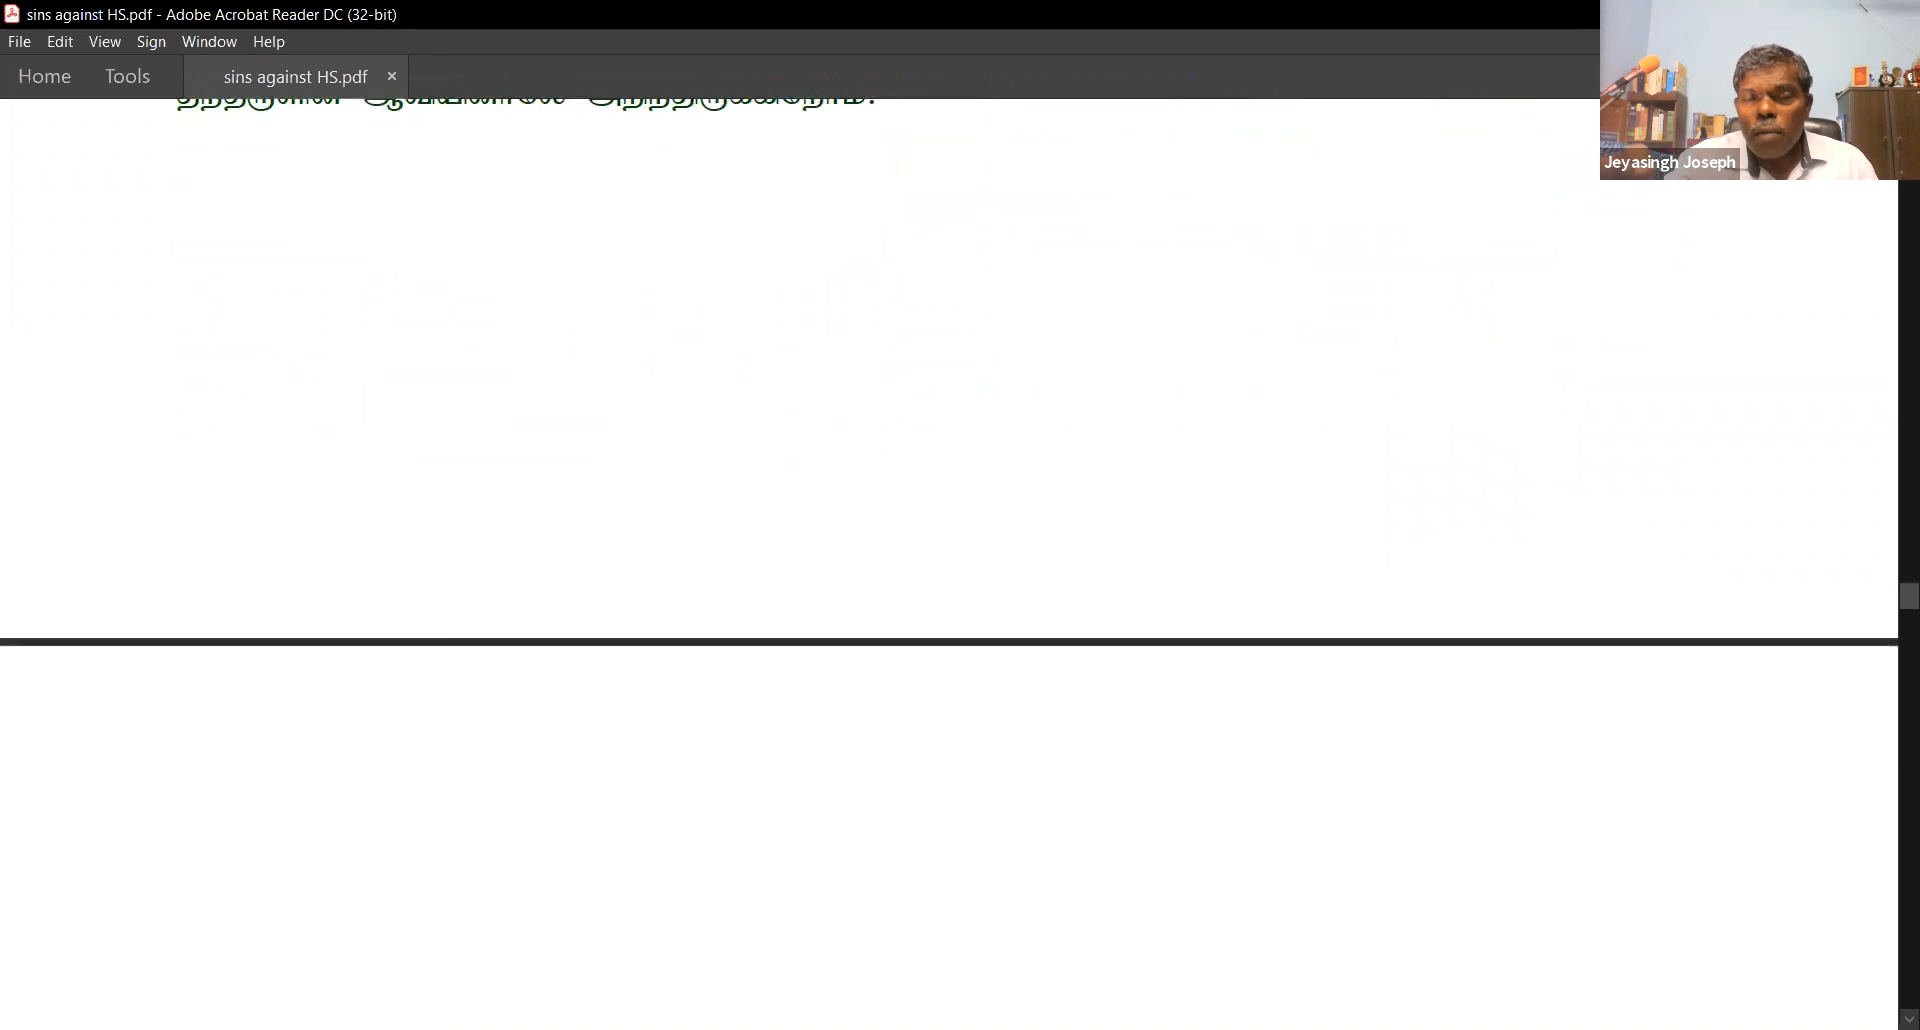 sins against HS.pdf - Adobe Acrobat Reader DC (32-bit)
File Edit View Sign Window Help
Home Tools sins against HS.pdf ×
Jeyasingh Joseph